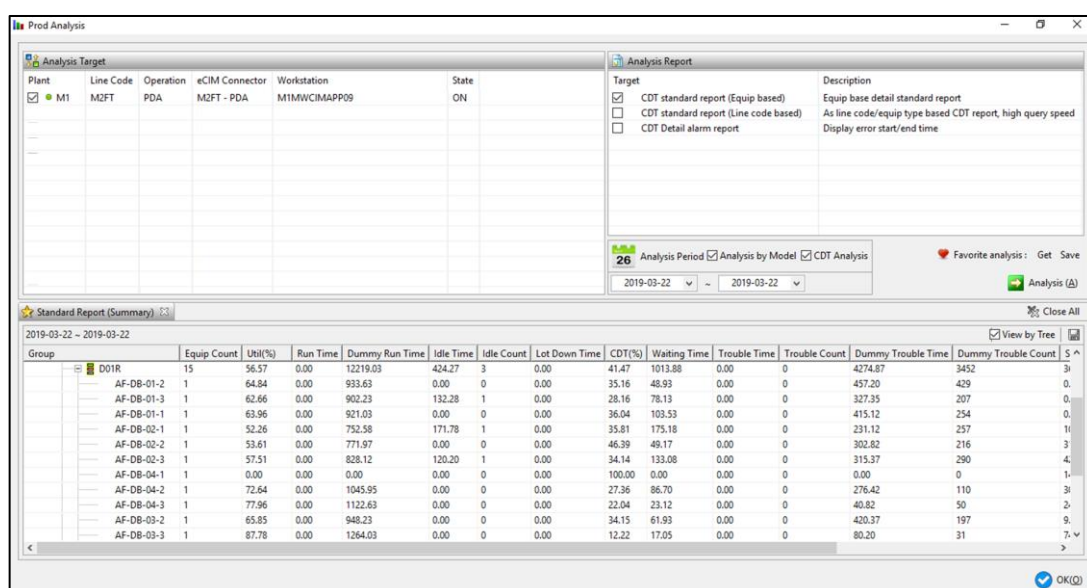 Prod Analysis
Analysis Target
Plant Line Code Operation eCIM Connector Workstation State
M1 M2FT PDA M2FT - PDA M1MWCIMAPP09 ON
Analysis Report
Target Description
CDT standard report (Equip based) Equip base detail standard report
CDT standard report (Line code based) As line code/equip type based CDT report, high query speed
CDT Detail alarm report Display error start/end time
26 Analysis Period Analysis by Model CDT Analysis Favorite analysis : Get Save
2019-03-22 ~ 2019-03-22 Analysis (A)
Standard Report (Summary) Close All
2019-03-22 ~ 2019-03-22 View by Tree
Group Equip Count Util(%) Run Time Dummy Run Time Idle Time Idle Count Lot Down Time CDT(%) Waiting Time Trouble Time Trouble Count Dummy Trouble Time Dummy Trouble Count S
D01R 15 56.57 0.00 12219.03 424.27 3 0.00 41.47 1013.88 0.00 0 4274.87 3452
AF-DB-01-2 1 64.84 0.00 933.63 0.00 0 0.00 35.16 48.93 0.00 0 457.20 429 0.
AF-DB-01-3 1 62.66 0.00 902.23 132.28 1 0.00 28.16 78.13 0.00 0 327.35 207 0.
AF-DB-01-1 1 63.96 0.00 921.03 0.00 0 0.00 36.04 103.53 0.00 0 415.12 254 0.
AF-DB-02-1 1 52.26 0.00 752.58 171.78 1 0.00 35.81 175.18 0.00 0 231.12 257
AF-DB-02-2 1 53.61 0.00 771.97 0.00 0 0.00 46.39 49.17 0.00 0 302.82 216
AF-DB-02-3 1 57.51 0.00 828.12 120.20 1 0.00 34.14 133.08 0.00 0 315.37 290
AF-DB-04-1 1 0.00 0.00 0.00 0.00 0 0.00 100.00 0.00 0.00 0 0.00 0
AF-DB-04-2 1 72.64 0.00 1045.95 0.00 0 0.00 27.36 86.70 0.00 0 276.42 110
AF-DB-04-3 1 77.96 0.00 1122.63 0.00 0 0.00 22.04 23.12 0.00 0 40.82 50
AF-DB-03-2 1 65.85 0.00 948.23 0.00 0 0.00 34.15 61.93 0.00 0 420.37 197 9.
AF-DB-03-3 1 87.78 0.00 1264.03 0.00 0 0.00 12.22 17.05 0.00 0 80.20 31 7.
OK(O)